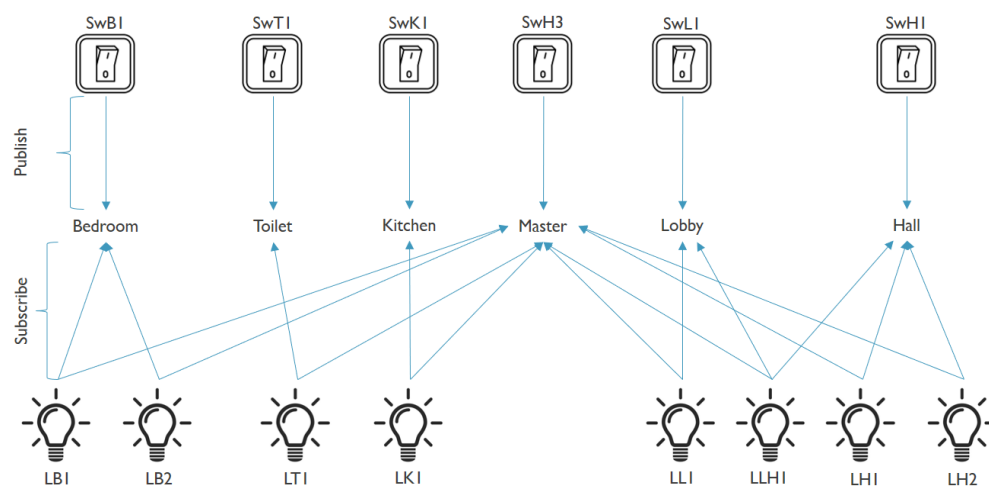 SwB1 SwT1 SwK1 SwH3 SwL1 SwH1
Publish
Bedroom Toilet Kitchen Master Lobby Hall
Subscribe
LB1 LB2 LT1 LK1 LL1 LLH1 LH1 LH2